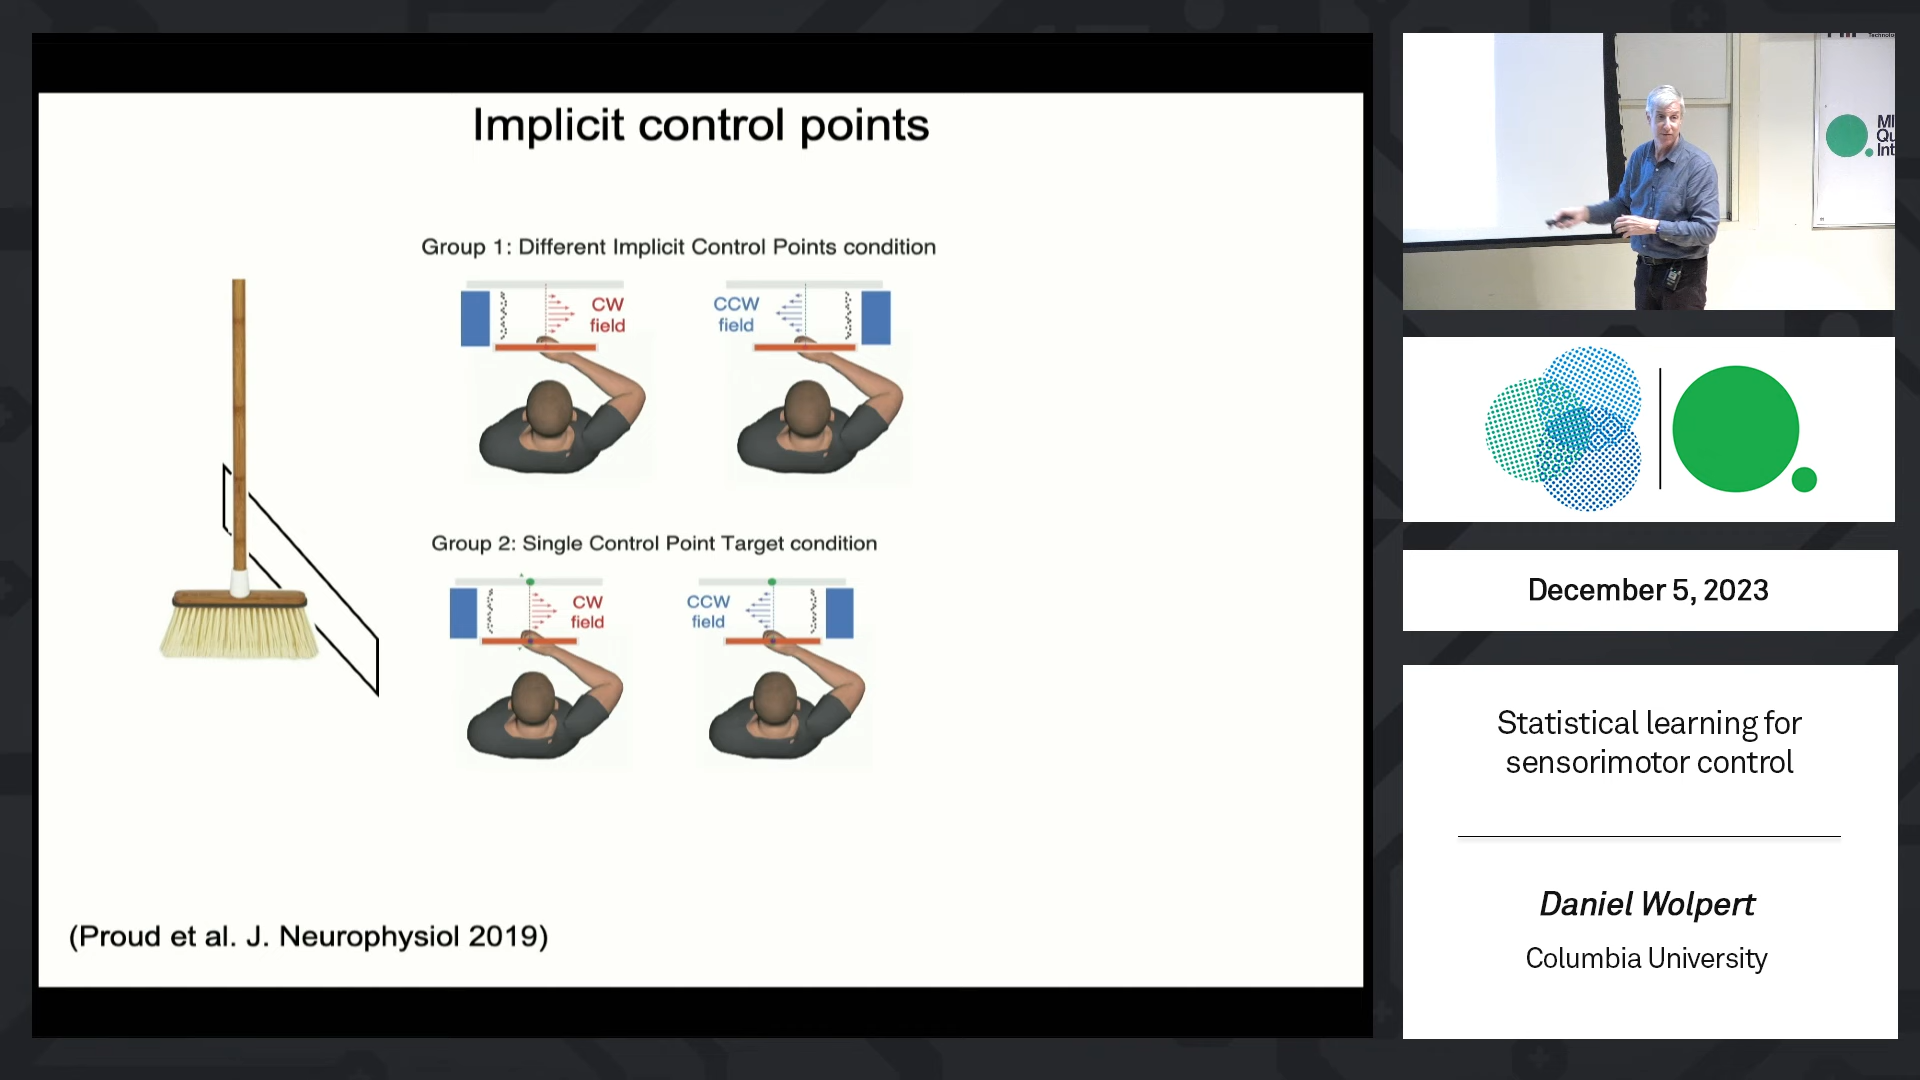 Implicit control points
Group 1: Different Implicit Control Points condition
CW
field
CCW
field
Group 2: Single Control Point Target condition
CW
field
CCW
field
(Proud et al. J. Neurophysiol 2019)
December 5, 2023
Statistical learning for
sensorimotor control
Daniel Wolpert
Columbia University